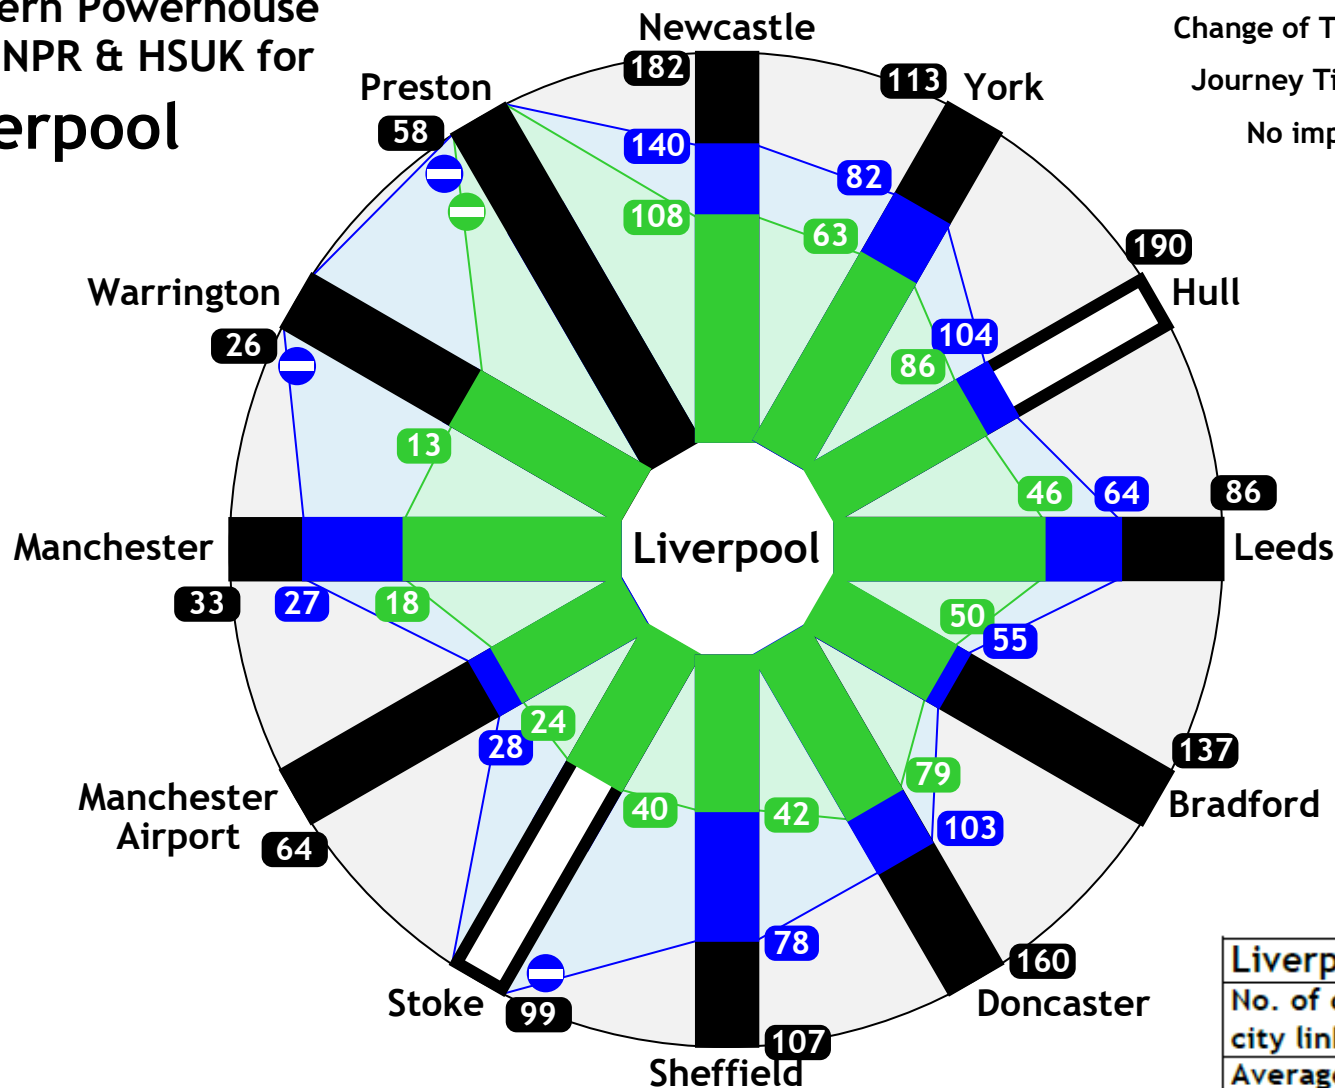 ern Powerhouse
NPR & HSUK for
erpool
Change of T
Journey Ti
No imp
Newcastle
182
140
108
York
113
82
63
Hull
190
104
86
Leeds
86
64
46
Bradford
137
55
50
Doncaster
160
103
79
Sheffield
107
78
42
Stoke
99
40
Manchester
Airport
64
28
24
Manchester
33
27
18
Warrington
26
13
Preston
58
Liverpool
Liverp
No. of
city lin
Average